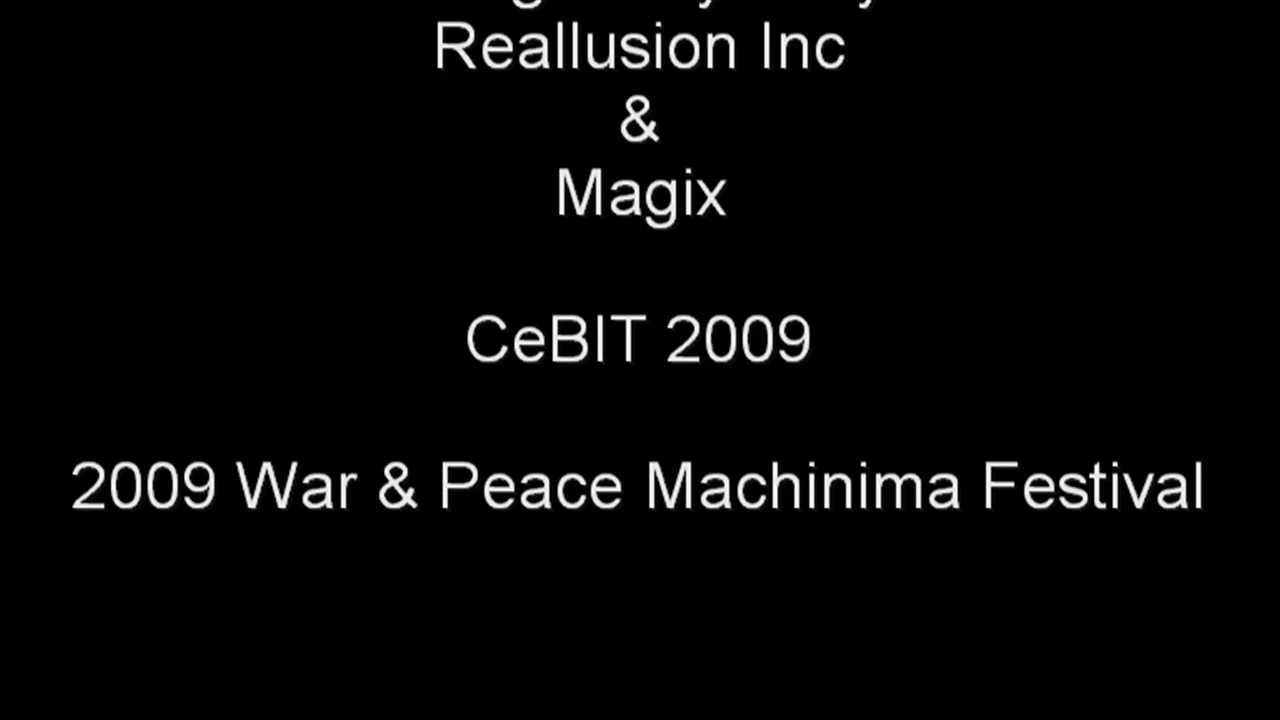 Reallusion Inc
&
Magix
CeBIT 2009
2009 War & Peace Machinima Festival